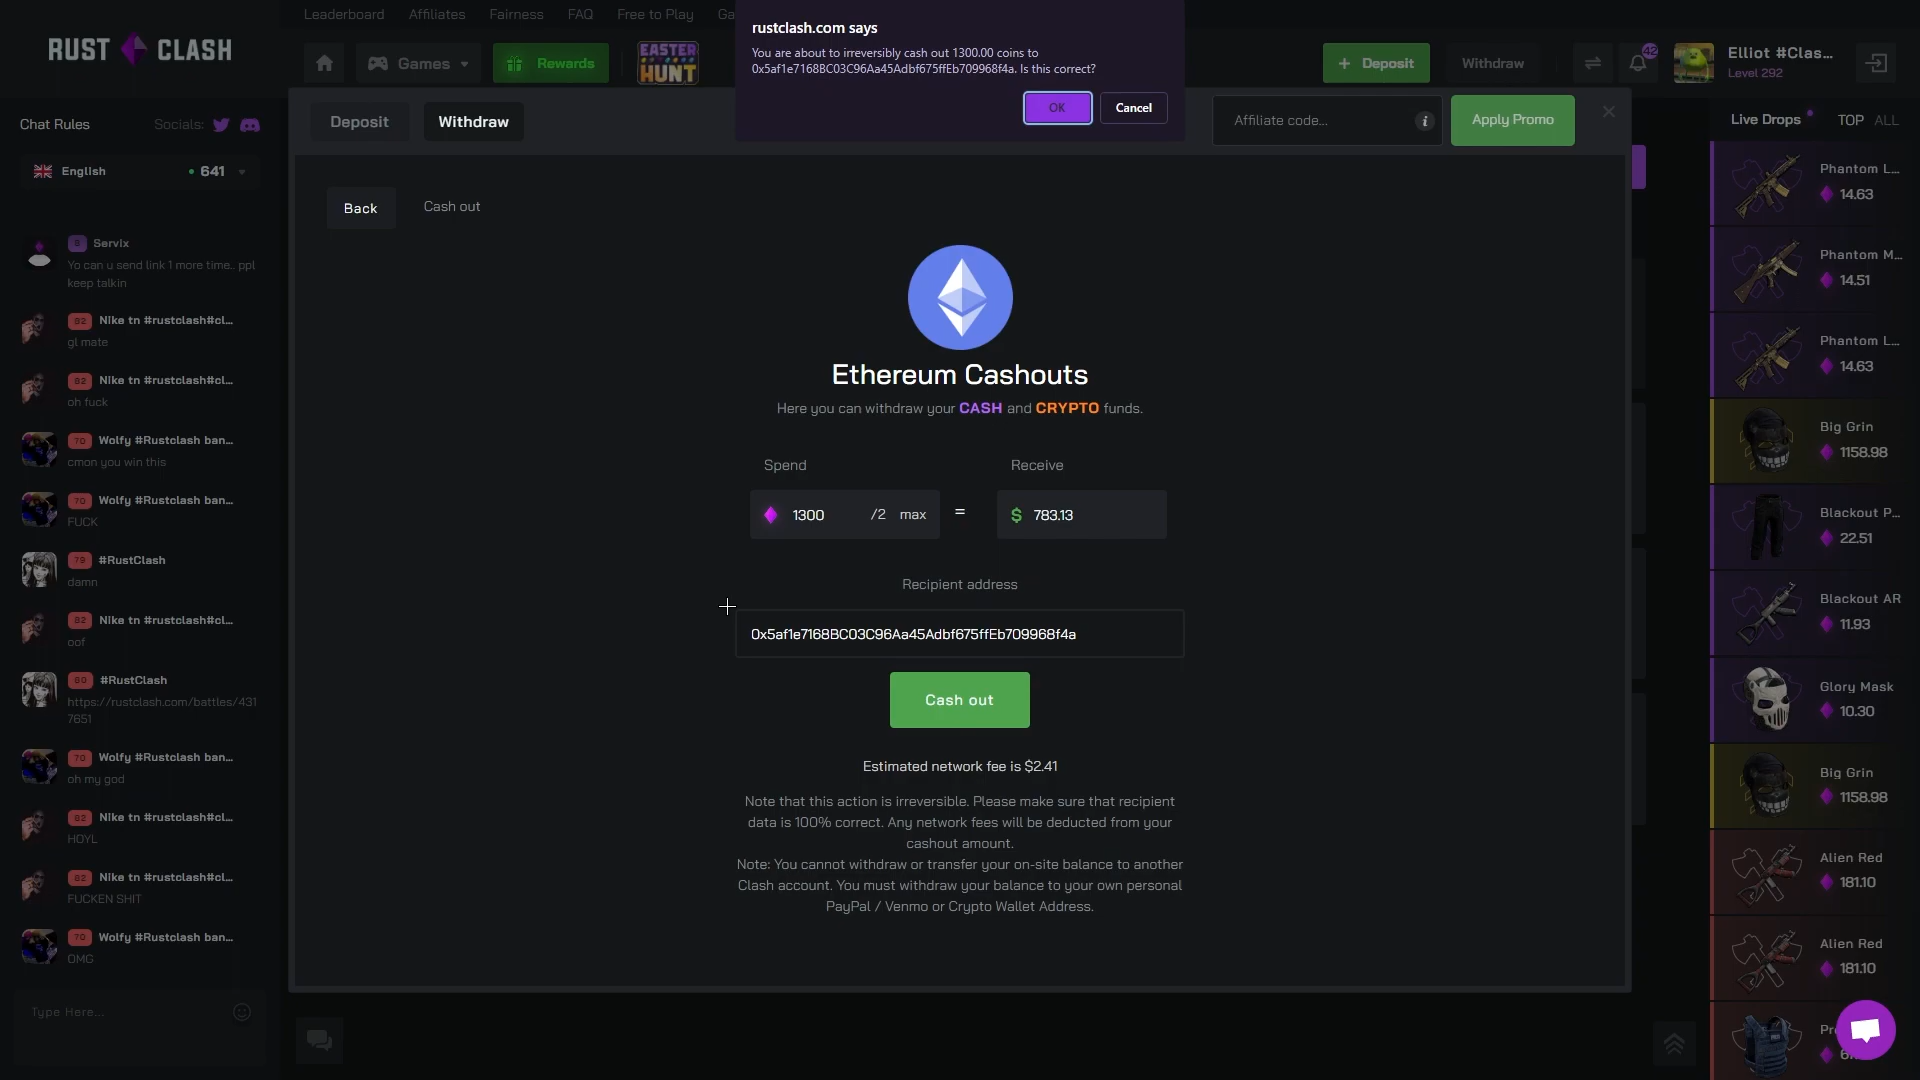 Leaderboard
Affiliates
Fairness
FAQ
Free to Play
Ga
RUST CLASH
Games
Rewards
EASTER
HUNT
rustclash.com says
You are about to irreversibly cash out 1300.00 coins to
0x5af1e7168BC03C96Aa45Adbf675ffEb709968f4a. Is this correct?
OK
Cancel
+ Deposit
Withdraw
42
Elliot #Clas...
Level 292
Chat Rules
Socials:
English
641
Servix
Yo can u send link 1 more time.. ppl
keep talkin
82 Nike tn #rustclash#cl...
gl mate
82 Nike tn #rustclash#cl...
oh fuck
70 Wolfy #Rustclash ban...
cmon you win this
70 Wolfy #Rustclash ban...
FUCK
79 #RustClash
damn
82 Nike tn #rustclash#cl...
oof
80 #RustClash
https://rustclash.com/battles/431
7651
70 Wolfy #Rustclash ban...
oh my god
82 Nike tn #rustclash#cl...
HOYL
82 Nike tn #rustclash#cl...
FUCKEN SHIT
70 Wolfy #Rustclash ban...
OMG
Type Here...
Deposit
Withdraw
Affiliate code...
i
Apply Promo
Back
Cash out
Ethereum Cashouts
Here you can withdraw your CASH and CRYPTO funds.
Spend
Receive
1300
/2
max
=
$ 783.13
Recipient address
0x5af1e7168BC03C96Aa45Adbf675ffEb709968f4a
Cash out
Estimated network fee is $2.41
Note that this action is irreversible. Please make sure that recipient
data is 100% correct. Any network fees will be deducted from your
cashout amount.
Note: You cannot withdraw or transfer your on-site balance to another
Clash account. You must withdraw your balance to your own personal
PayPal / Venmo or Crypto Wallet Address.
Live Drops
TOP
ALL
Phantom L...
14.63
Phantom M...
14.51
Phantom L...
14.63
Big Grin
1158.98
Blackout P...
22.51
Blackout AR
11.93
Glory Mask
10.30
Big Grin
1158.98
Alien Red
181.10
Alien Red
181.10